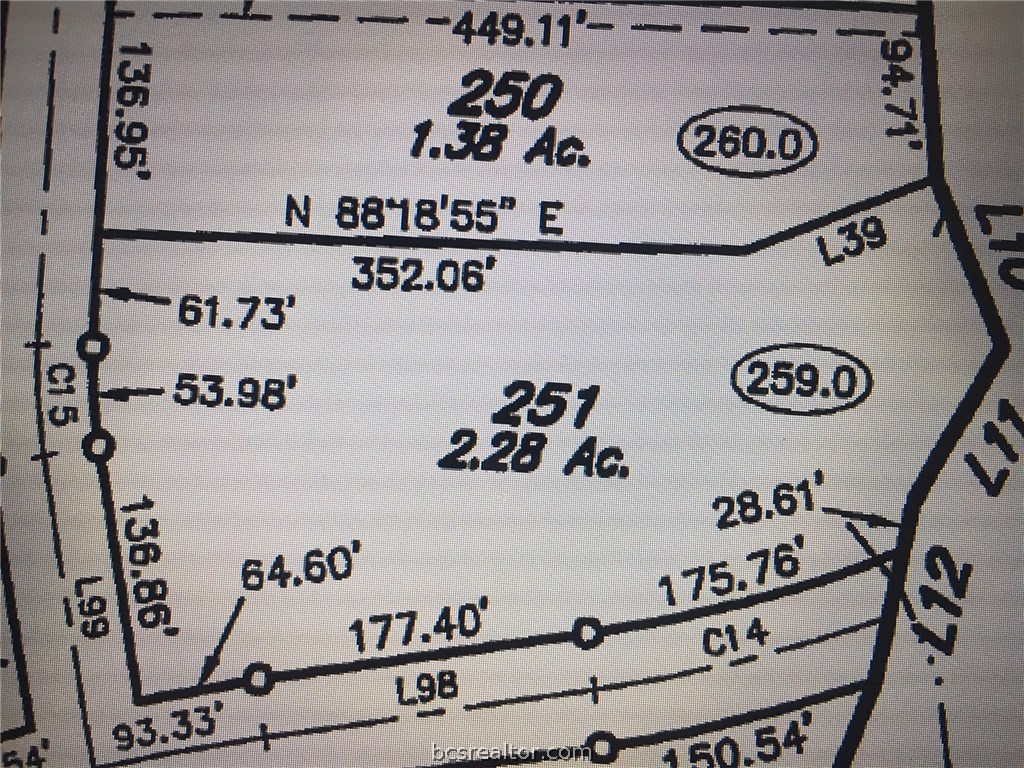 449.11'
94.71'
136.95'
250
1.38 Ac.
260.0
N 88°18'55" E
L39
L10
352.06'
61.73'
C15
53.98'
259.0
251
2.28 Ac.
L11
28.61'
136.86'
64.60'
175.76'
177.40'
L12
L99
C14
L98
93.33'
150.54'
54'
bcsrealtor.com